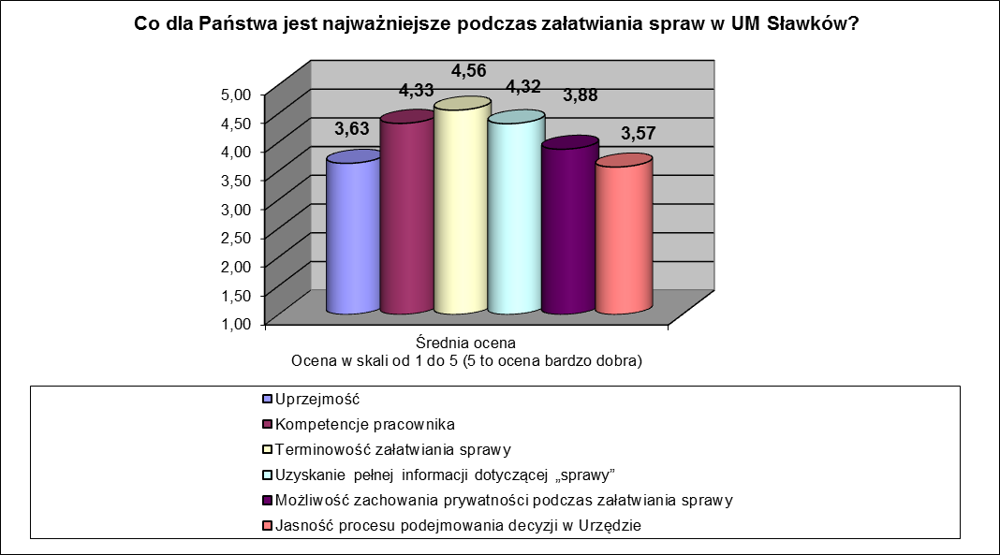 Co dla Państwa jest najważniejsze podczas załatwiania spraw w UM Sławków?
4,56
4,33
4,32
3,88
3,63
3,57
5,00
4,50
4,00
3,50
3,00
2,50
2,00
1,50
1,00
Średnia ocena
Ocena w skali od 1 do 5 (5 to ocena bardzo dobra)
Uprzejmość
Kompetencje pracownika
Terminowość załatwiania sprawy
Uzyskanie pełnej informacji dotyczącej „sprawy”
Możliwość zachowania prywatności podczas załatwiania sprawy
Jasność procesu podejmowania decyzji w Urzędzie